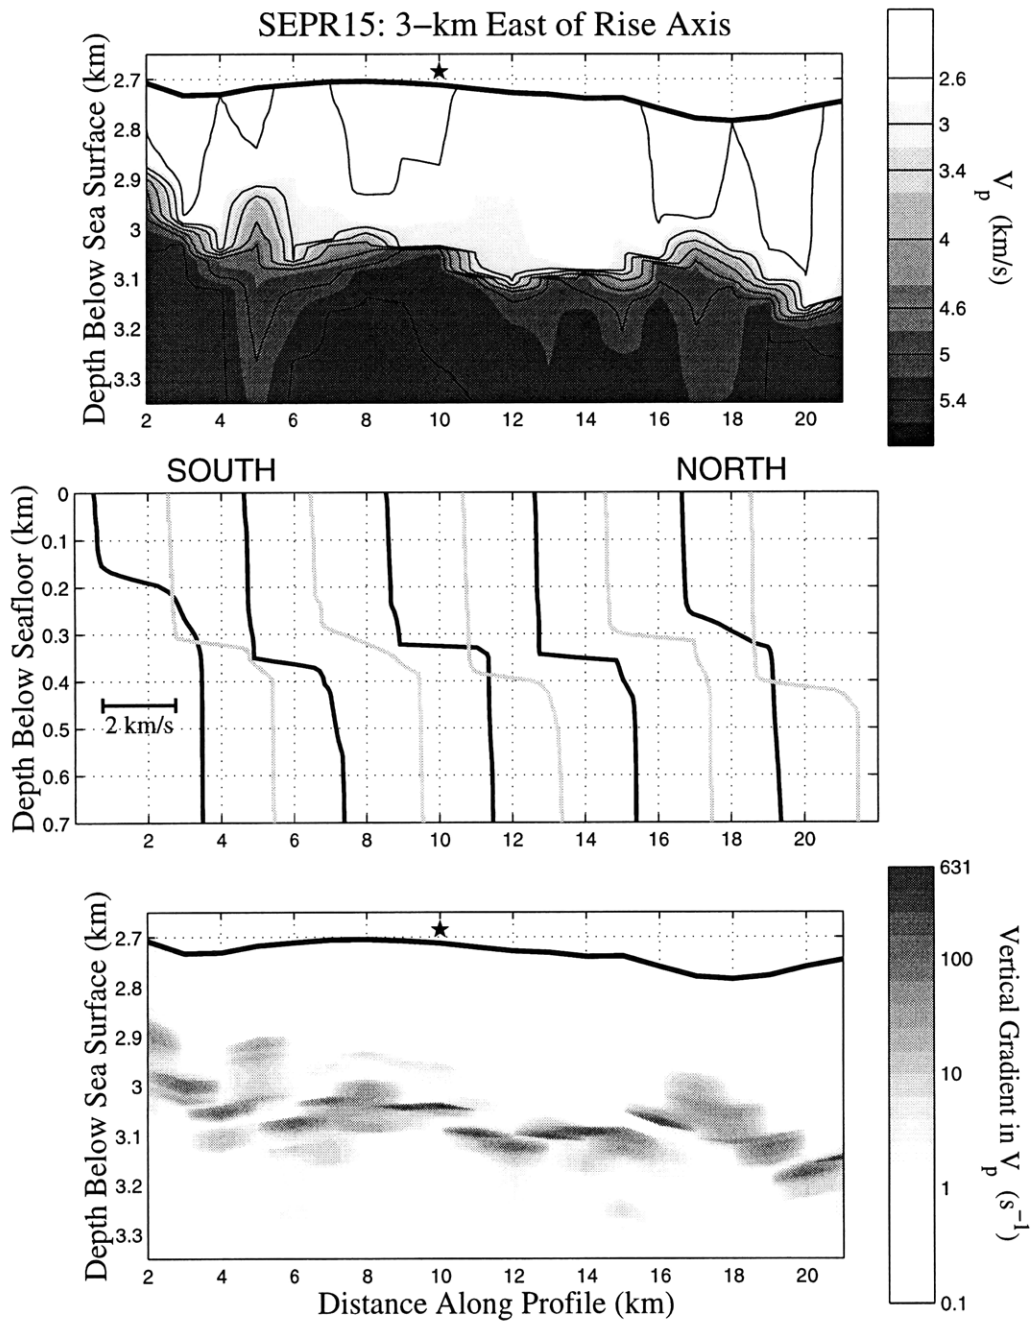 SEPR15: 3-km East of Rise Axis
Depth Below Sea Surface (km)
2.7
2.8
2.9
3
3.1
3.2
3.3
2 4 6 8 10 12 14 16 18 20
2.6
3
3.4
4
4.6
5
5.4
Vp (km/s)
SOUTH NORTH
Depth Below Seafloor (km)
0
0.1
0.2
0.3
0.4
0.5
0.6
0.7
2 km/s
2 4 6 8 10 12 14 16 18 20
Depth Below Sea Surface (km)
2.7
2.8
2.9
3
3.1
3.2
3.3
2 4 6 8 10 12 14 16 18 20
Distance Along Profile (km)
631
100
10
1
0.1
Vertical Gradient in Vp (s⁻¹)